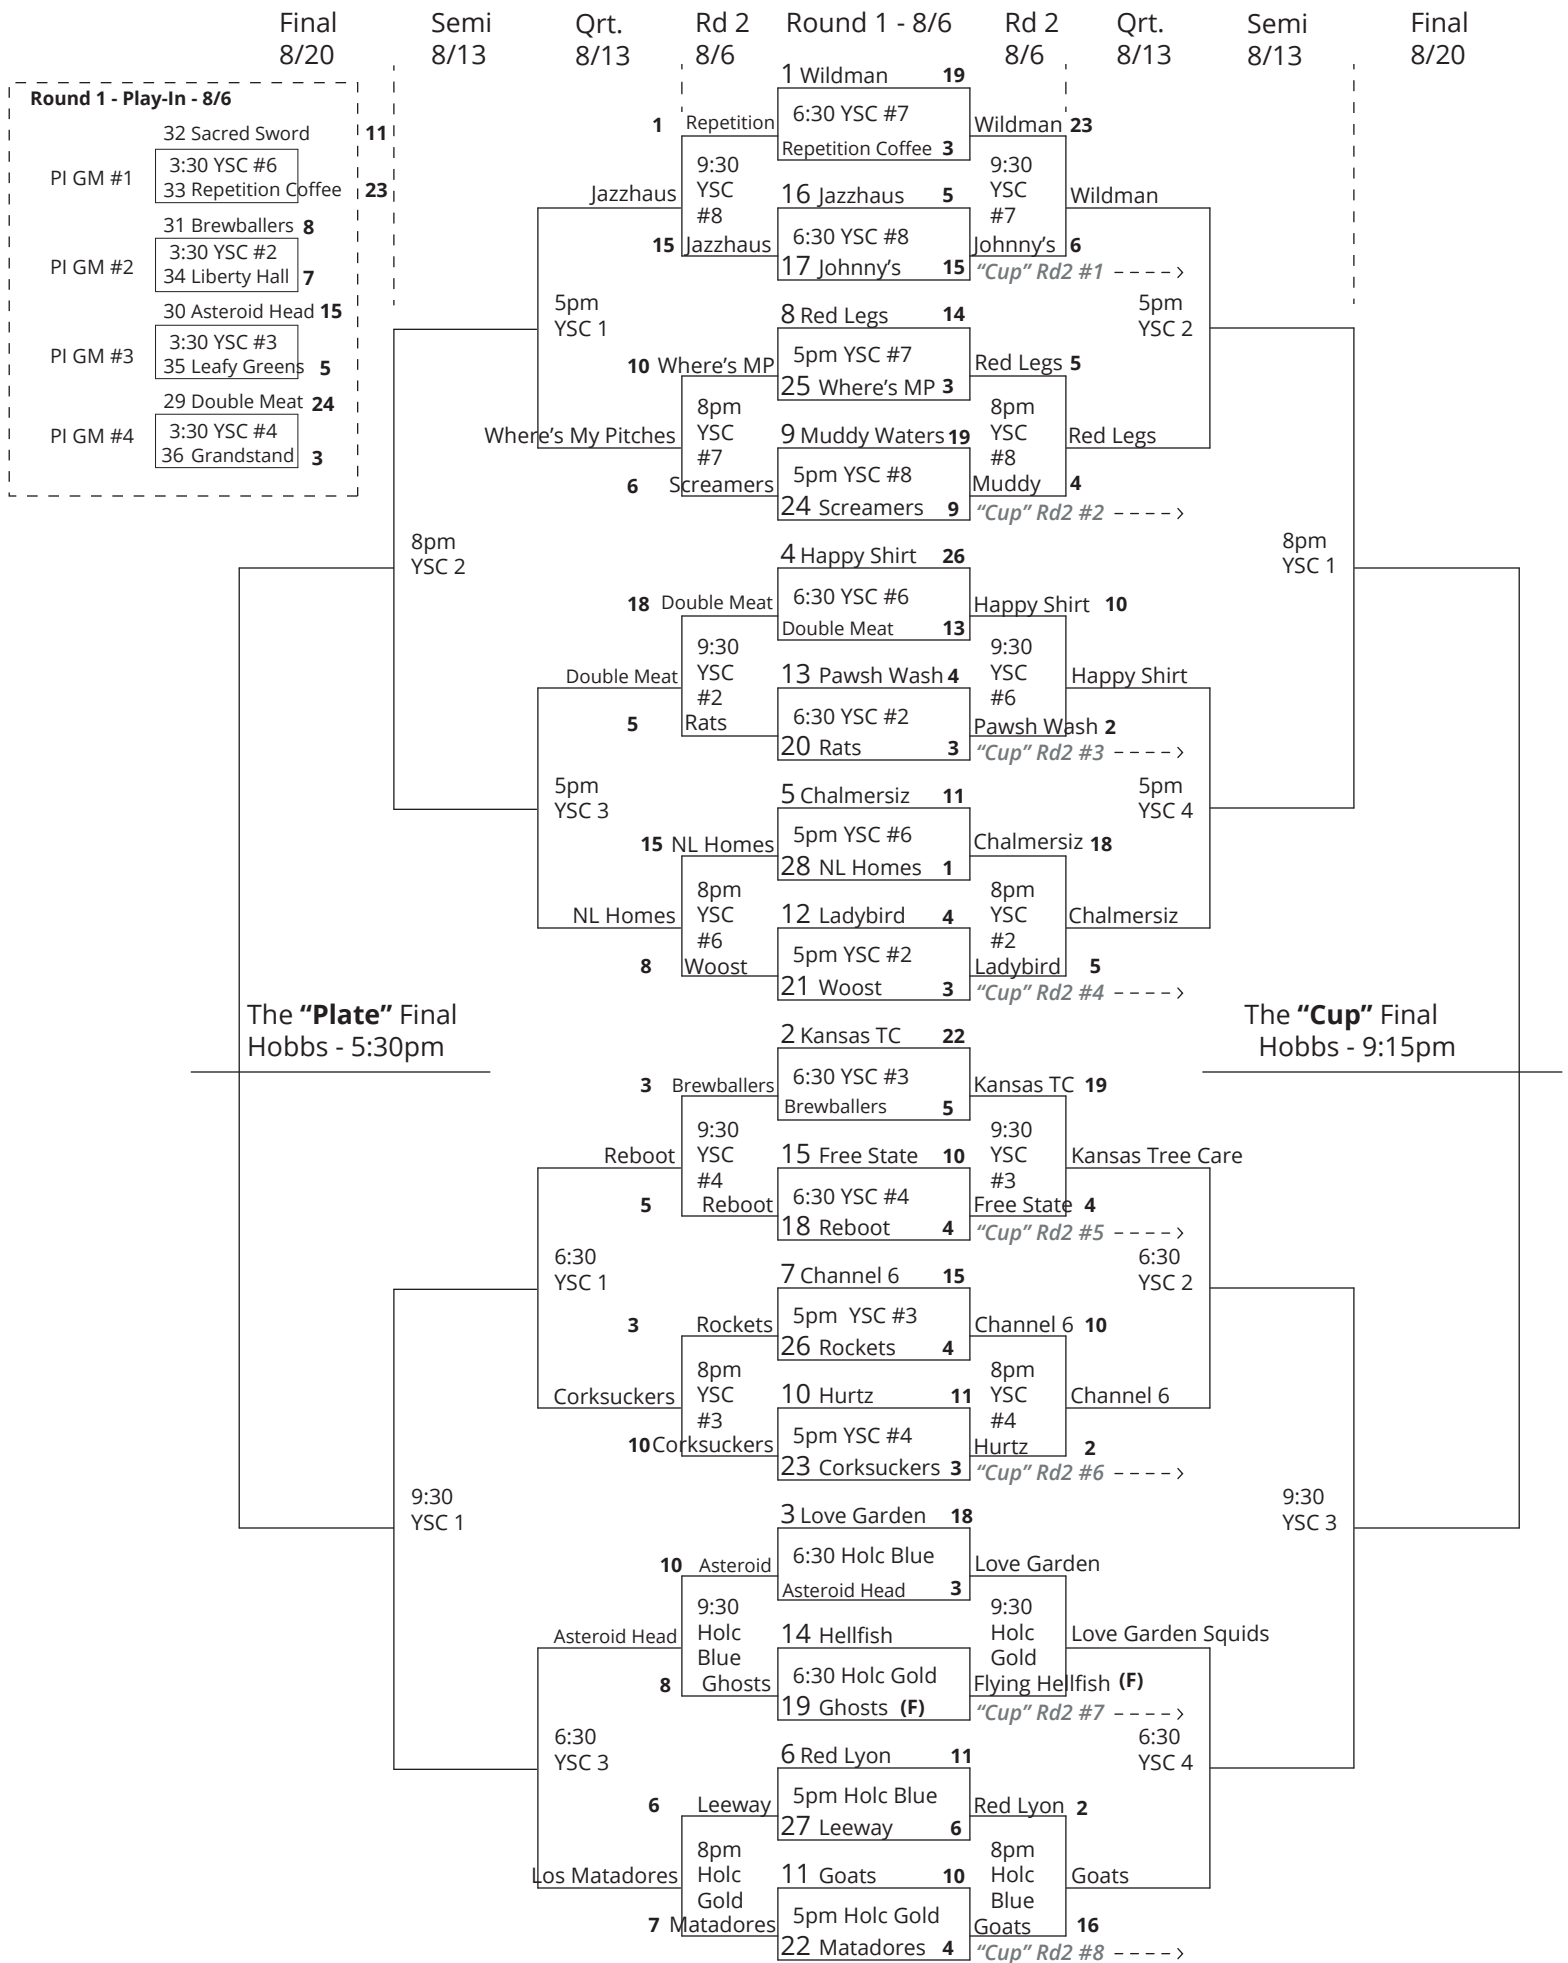 Final
8/20
Semi
8/13
Qrt.
8/13
Rd 2
8/6
Round 1 - 8/6
Rd 2
8/6
Qrt.
8/13
Semi
8/13
Final
8/20
Round 1 - Play-In - 8/6
32 Sacred Sword 11
PI GM #1
3:30 YSC #6
33 Repetition Coffee 23
31 Brewballers 8
PI GM #2
3:30 YSC #2
34 Liberty Hall 7
30 Asteroid Head 15
PI GM #3
3:30 YSC #3
35 Leafy Greens 5
29 Double Meat 24
PI GM #4
3:30 YSC #4
36 Grandstand 3
1 Wildman 19
6:30 YSC #7
Repetition Coffee 3
16 Jazzhaus 5
6:30 YSC #8
17 Johnny's 15
8 Red Legs 14
5pm YSC #7
25 Where's MP 3
9 Muddy Waters 19
5pm YSC #8
24 Screamers 9
4 Happy Shirt 26
6:30 YSC #6
Double Meat 13
13 Pawsh Wash 4
6:30 YSC #2
20 Rats 3
5 Chalmersiz 11
5pm YSC #6
28 NL Homes 1
12 Ladybird 4
5pm YSC #2
21 Woost 3
2 Kansas TC 22
6:30 YSC #3
Brewballers 5
15 Free State 10
6:30 YSC #4
18 Reboot 4
7 Channel 6 15
5pm YSC #3
26 Rockets 4
10 Hurtz 11
5pm YSC #4
23 Corksuckers 3
3 Love Garden 18
6:30 Holc Blue
Asteroid Head 3
14 Hellfish
6:30 Holc Gold
19 Ghosts (F)
6 Red Lyon 11
5pm Holc Blue
27 Leeway 6
11 Goats 10
5pm Holc Gold
22 Matadores 4
1 Repetition
9:30
YSC
#8
15 Jazzhaus
10 Where's MP
8pm
YSC
#7
6 Screamers
18 Double Meat
9:30
YSC
#2
5 Rats
15 NL Homes
8pm
YSC
#6
8 Woost
3 Brewballers
9:30
YSC
#4
5 Reboot
3 Rockets
8pm
YSC
#3
10 Corksuckers
10 Asteroid
9:30
Holc
Blue
8 Ghosts
6 Leeway
8pm
Holc
Gold
7 Matadores
Jazzhaus
5pm
YSC 1
Where's My Pitches
Double Meat
5pm
YSC 3
NL Homes
Reboot
6:30
YSC 1
Corksuckers
Asteroid Head
6:30
YSC 3
Los Matadores
8pm
YSC 2
9:30
YSC 1
The “Plate” Final
Hobbs - 5:30pm
Wildman 23
9:30
YSC
#7
Johnny's 6
“Cup” Rd2 #1
Red Legs 5
8pm
YSC
#8
Muddy 4
“Cup” Rd2 #2
Happy Shirt 10
9:30
YSC
#6
Pawsh Wash 2
“Cup” Rd2 #3
Chalmersiz 18
8pm
YSC
#2
Ladybird 5
“Cup” Rd2 #4
Kansas TC 19
9:30
YSC
#3
Free State 4
“Cup” Rd2 #5
Channel 6 10
8pm
YSC
#4
Hurtz 2
“Cup” Rd2 #6
Love Garden
9:30
Holc
Gold
Flying Hellfish (F)
“Cup” Rd2 #7
Red Lyon 2
8pm
Holc
Blue
Goats 16
“Cup” Rd2 #8
Wildman
5pm
YSC 2
Red Legs
Happy Shirt
5pm
YSC 4
Chalmersiz
Kansas Tree Care
6:30
YSC 2
Channel 6
Love Garden Squids
6:30
YSC 4
Goats
8pm
YSC 1
9:30
YSC 3
The “Cup” Final
Hobbs - 9:15pm